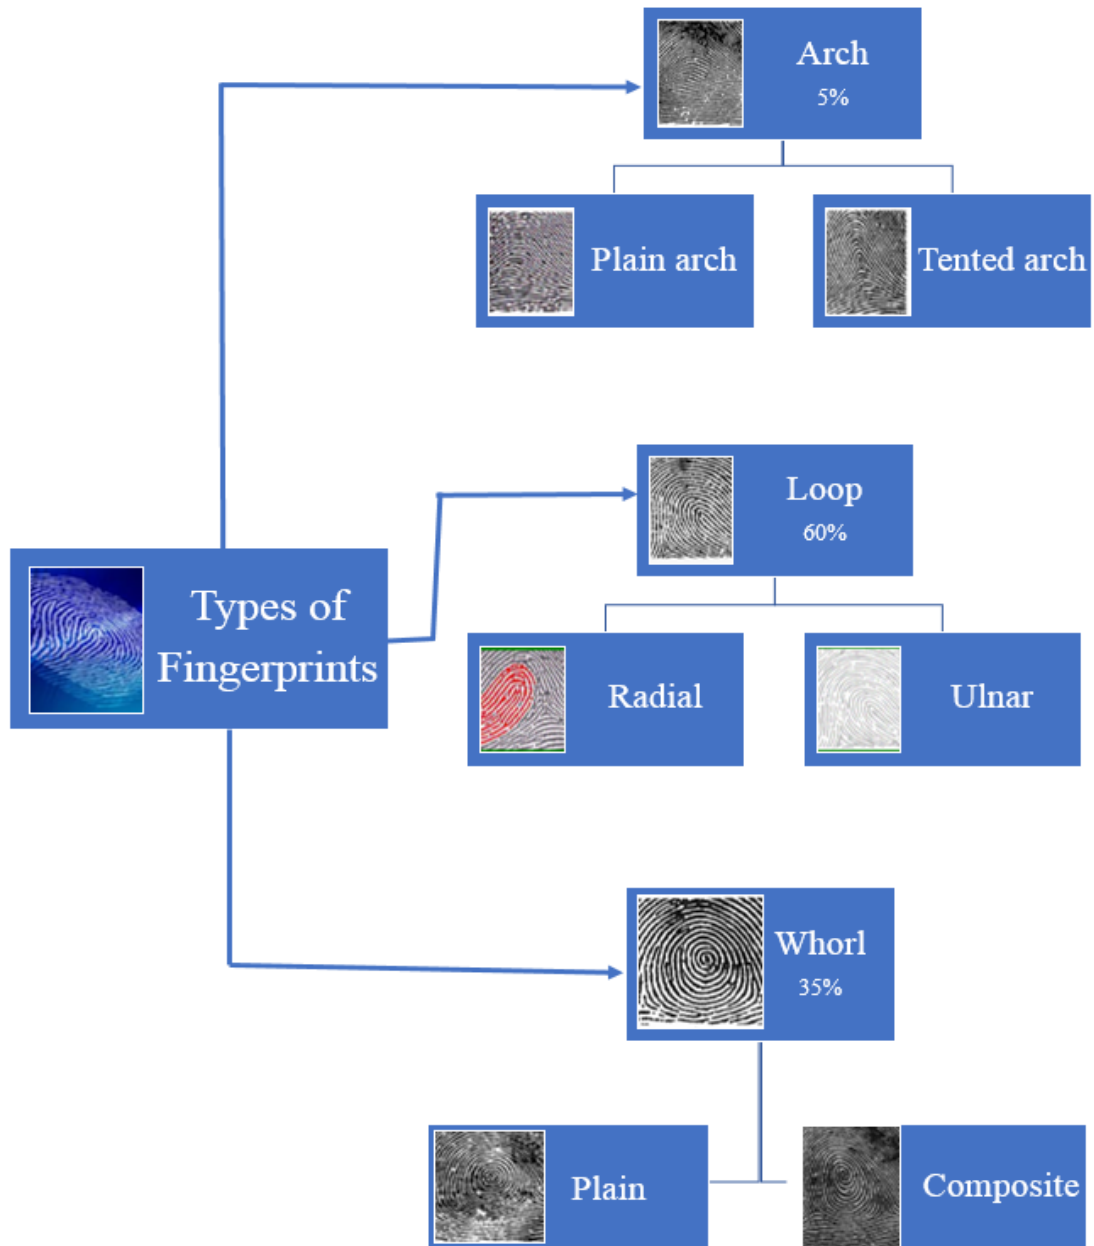 Arch
5%
Plain arch
Tented arch
Loop
60%
Types of
Fingerprints
Radial
Ulnar
Whorl
35%
Plain
Composite